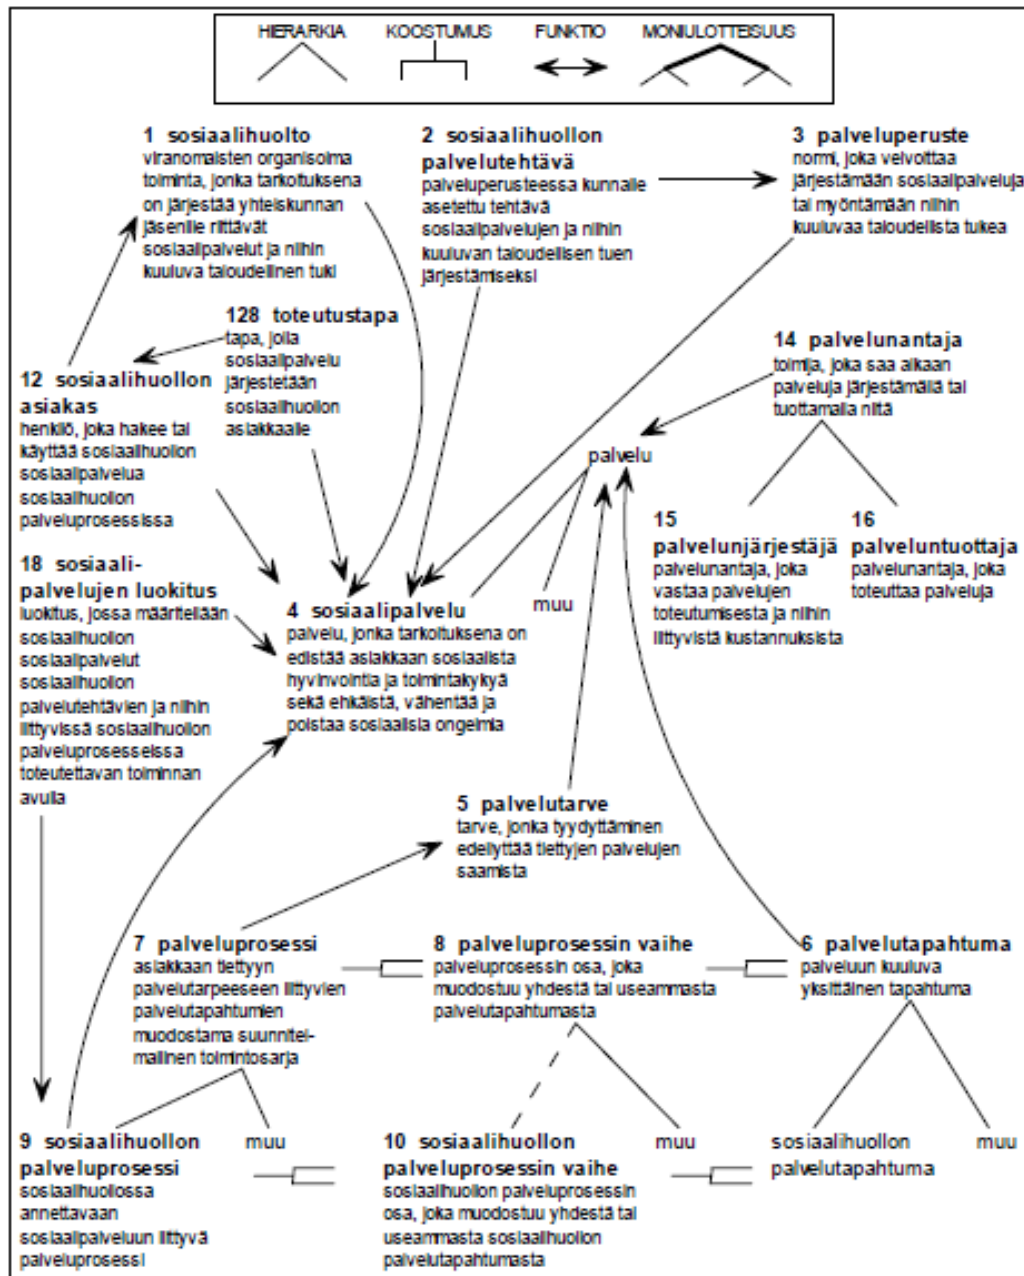 HIERARKIA KOOSTUMUS FUNKTIO MONIULOTTEISUUS
1 sosiaalihuolto
viranomaisten organisoima
toiminta, jonka tarkoituksena
on järjestää yhteiskunnan
jäsenille riittävät
sosiaalipalvelut ja niihin
kuuluva taloudellinen tuki
2 sosiaalihuollon
palvelutehtävä
palveluperusteessa kunnalle
asetettu tehtävä
sosiaalipalvelujen ja niihin
kuuluvan taloudellisen tuen
järjestämiseksi
3 palveluperuste
normi, joka velvoittaa
järjestämään sosiaalipalveluja
tai myöntämään niihin
kuuluvaa taloudellista tukea
128 toteutustapa
tapa, jolla
sosiaalipalvelu
järjestetään
sosiaalihuollon
asiakkaalle
12 sosiaalihuollon
asiakas
henkilö, joka hakee tai
käyttää sosiaalihuollon
sosiaalipalvelua
sosiaalihuollon
palveluprosessissa
14 palvelunantaja
toimija, joka saa aikaan
palveluja järjestämällä tai
tuottamalla niitä
palvelu
15
palvelunjärjestäjä
palvelunantaja, joka
vastaa palvelujen
toteutumisesta ja niihin
liittyvistä kustannuksista
16
palveluntuottaja
palvelunantaja, joka
toteuttaa palveluja
18 sosiaali-
palvelujen luokitus
luokitus, jossa määritellään
sosiaalihuollon
sosiaalipalvelut
sosiaalihuollon
palvelutehtävien ja niihin
liittyvissä sosiaalihuollon
palveluprosesseissa
toteutettavan toiminnan
avulla
4 sosiaalipalvelu
palvelu, jonka tarkoituksena on
edistää asiakkaan sosiaalista
hyvinvointia ja toimintakykyä
sekä ehkäistä, vähentää ja
poistaa sosiaalisia ongelmia
muu
5 palvelutarve
tarve, jonka tyydyttäminen
edellyttää tiettyjen palvelujen
saamista
7 palveluprosessi
asiakkaan tiettyyn
palvelutarpeeseen liittyvien
palvelutapahtumien
muodostama suunnitel-
mallinen toimintosarja
8 palveluprosessin vaihe
palveluprosessin osa, joka
muodostuu yhdestä tai useammasta
palvelutapahtumasta
6 palvelutapahtuma
palveluun kuuluva
yksittäinen tapahtuma
9 sosiaalihuollon
palveluprosessi
sosiaalihuollossa
annettavaan
sosiaalipalveluun liittyvä
palveluprosessi
muu
10 sosiaalihuollon
palveluprosessin vaihe
sosiaalihuollon palveluprosessin
osa, joka muodostuu yhdestä tai
useammasta sosiaalihuollon
palvelutapahtumasta
muu
sosiaalihuollon
palvelutapahtuma
muu